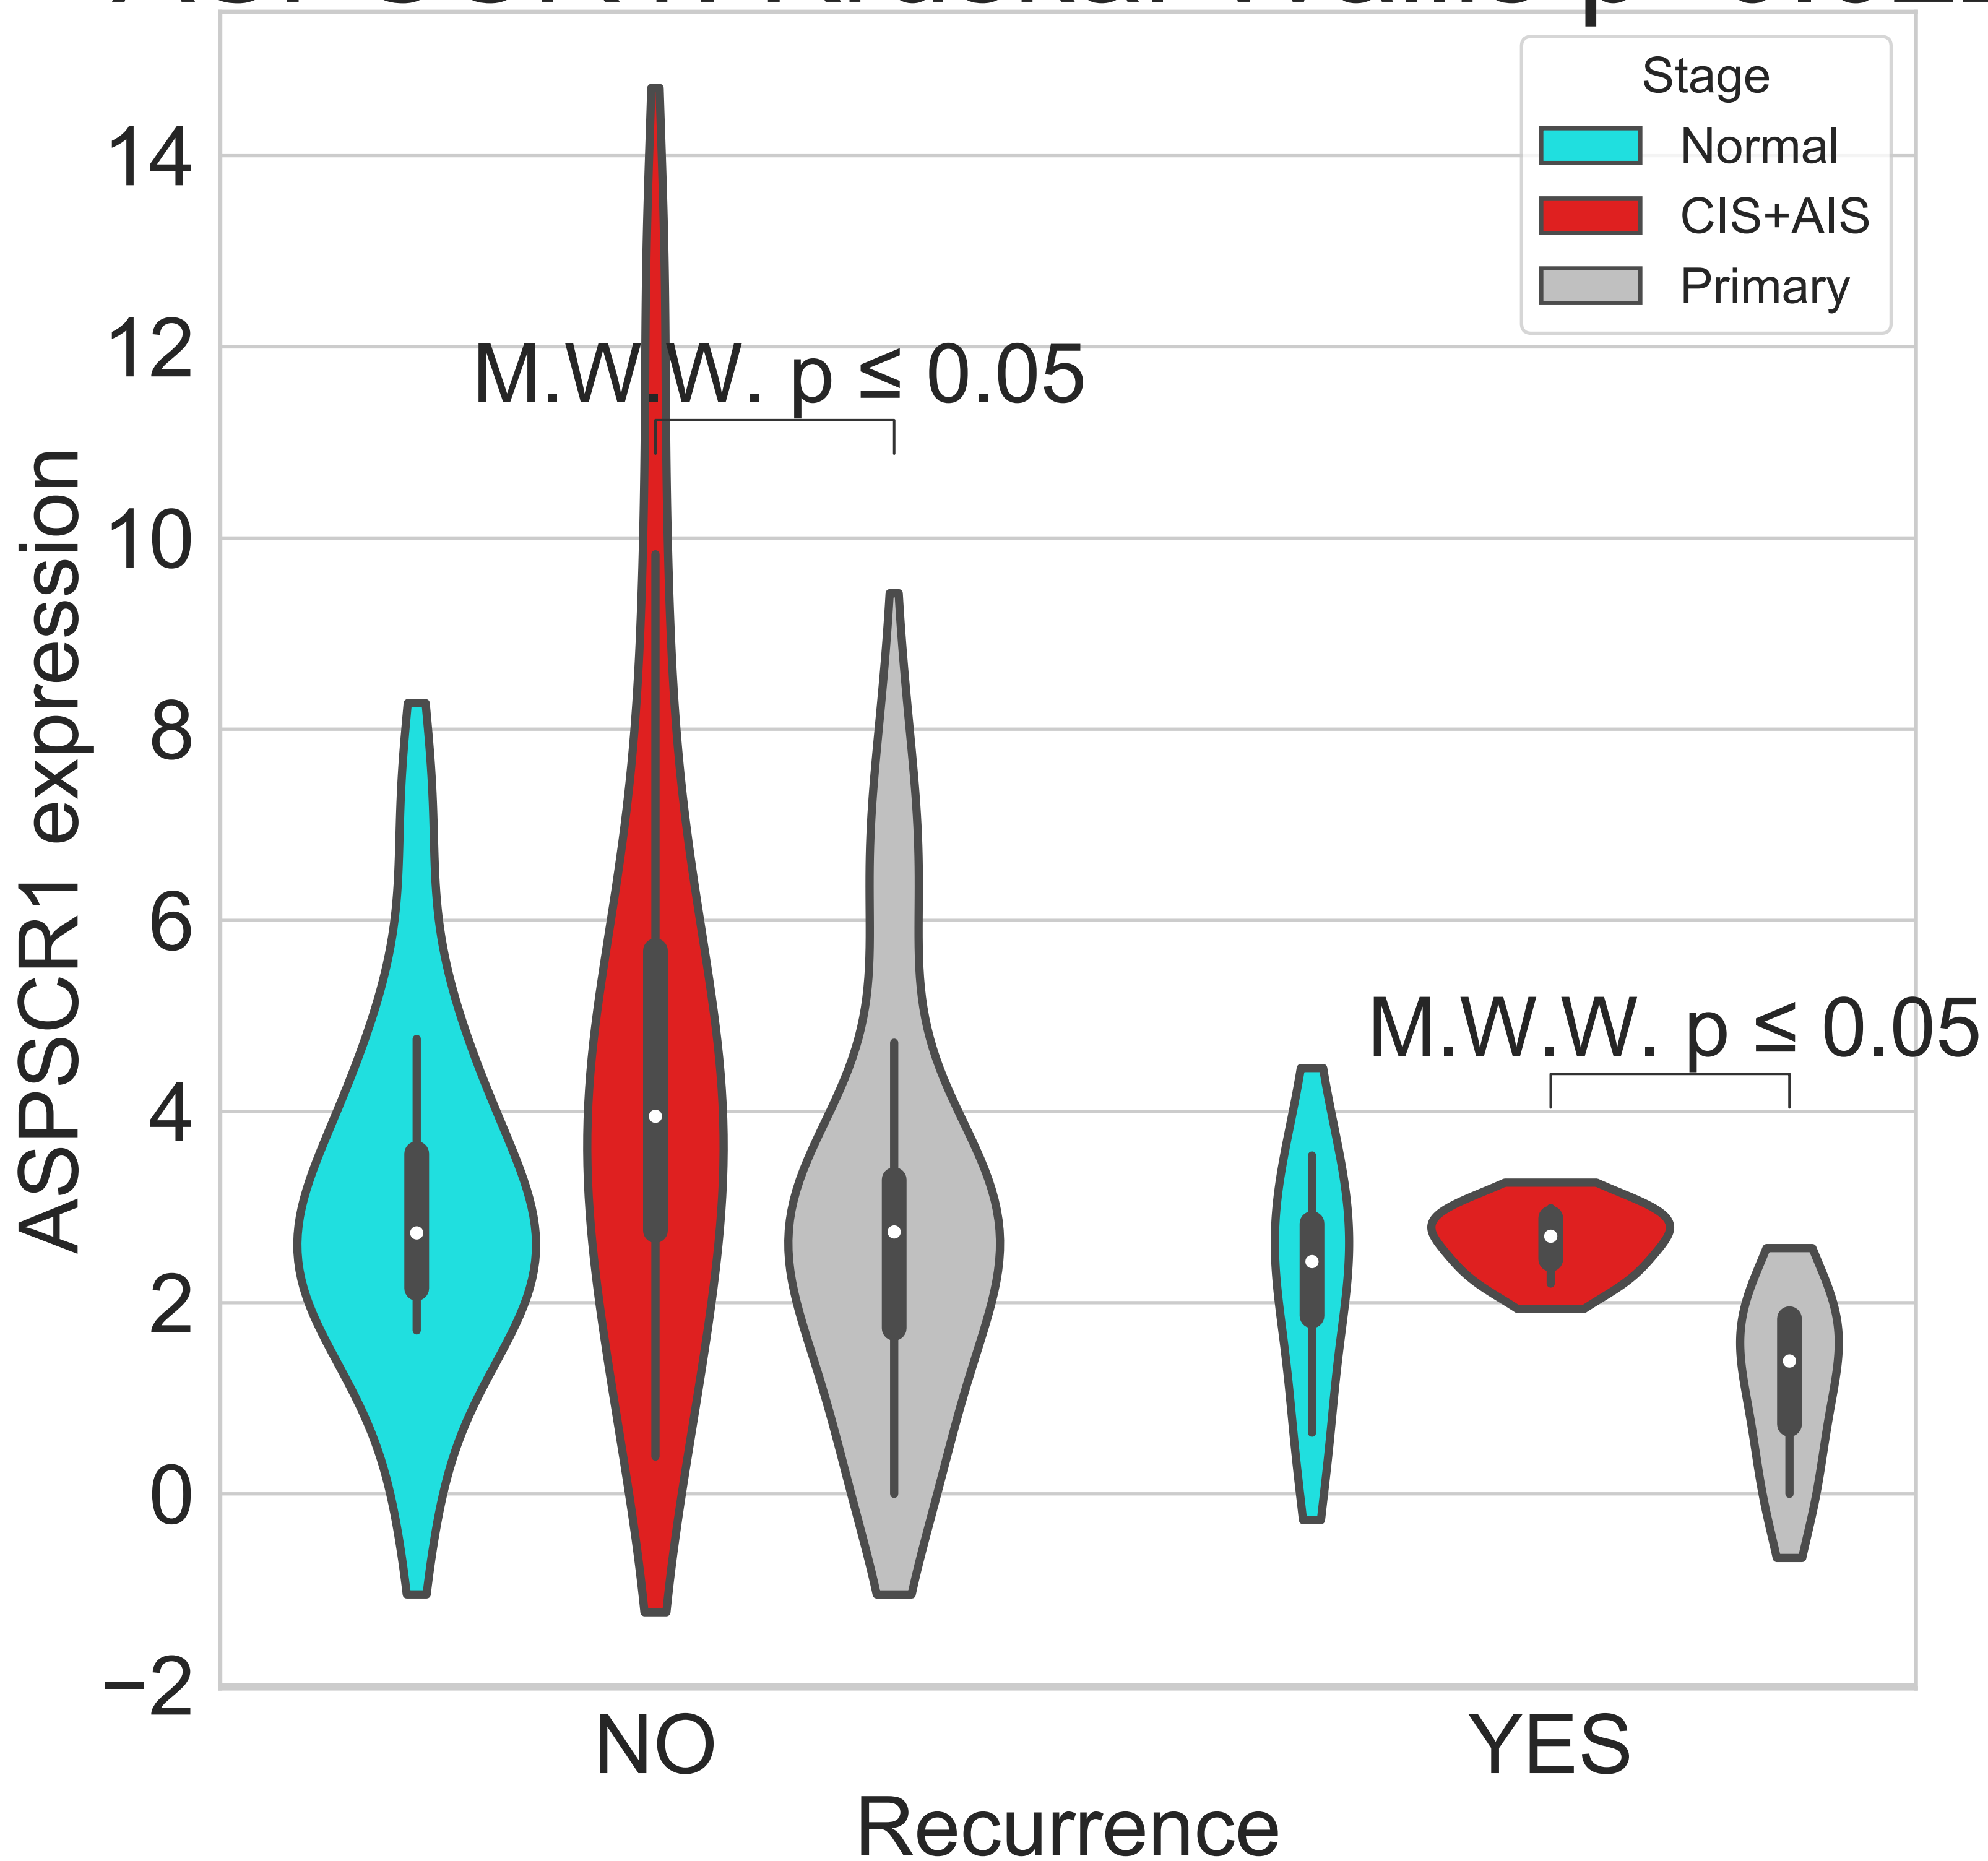 Stage
Normal
CIS+AIS
Primary
14
12
10
8
6
4
2
0
−2
ASPSCR1 expression
M.W.W. p ≤ 0.05
M.W.W. p ≤ 0.05
NO
YES
Recurrence